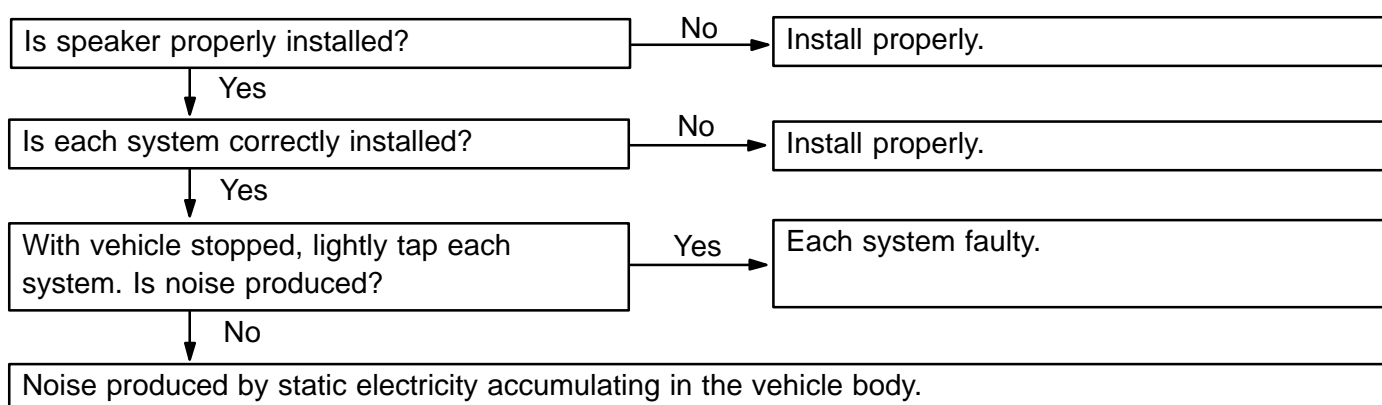 Is speaker properly installed?
No
Install properly.
Yes
Is each system correctly installed?
No
Install properly.
Yes
With vehicle stopped, lightly tap each
system. Is noise produced?
Yes
Each system faulty.
No
Noise produced by static electricity accumulating in the vehicle body.